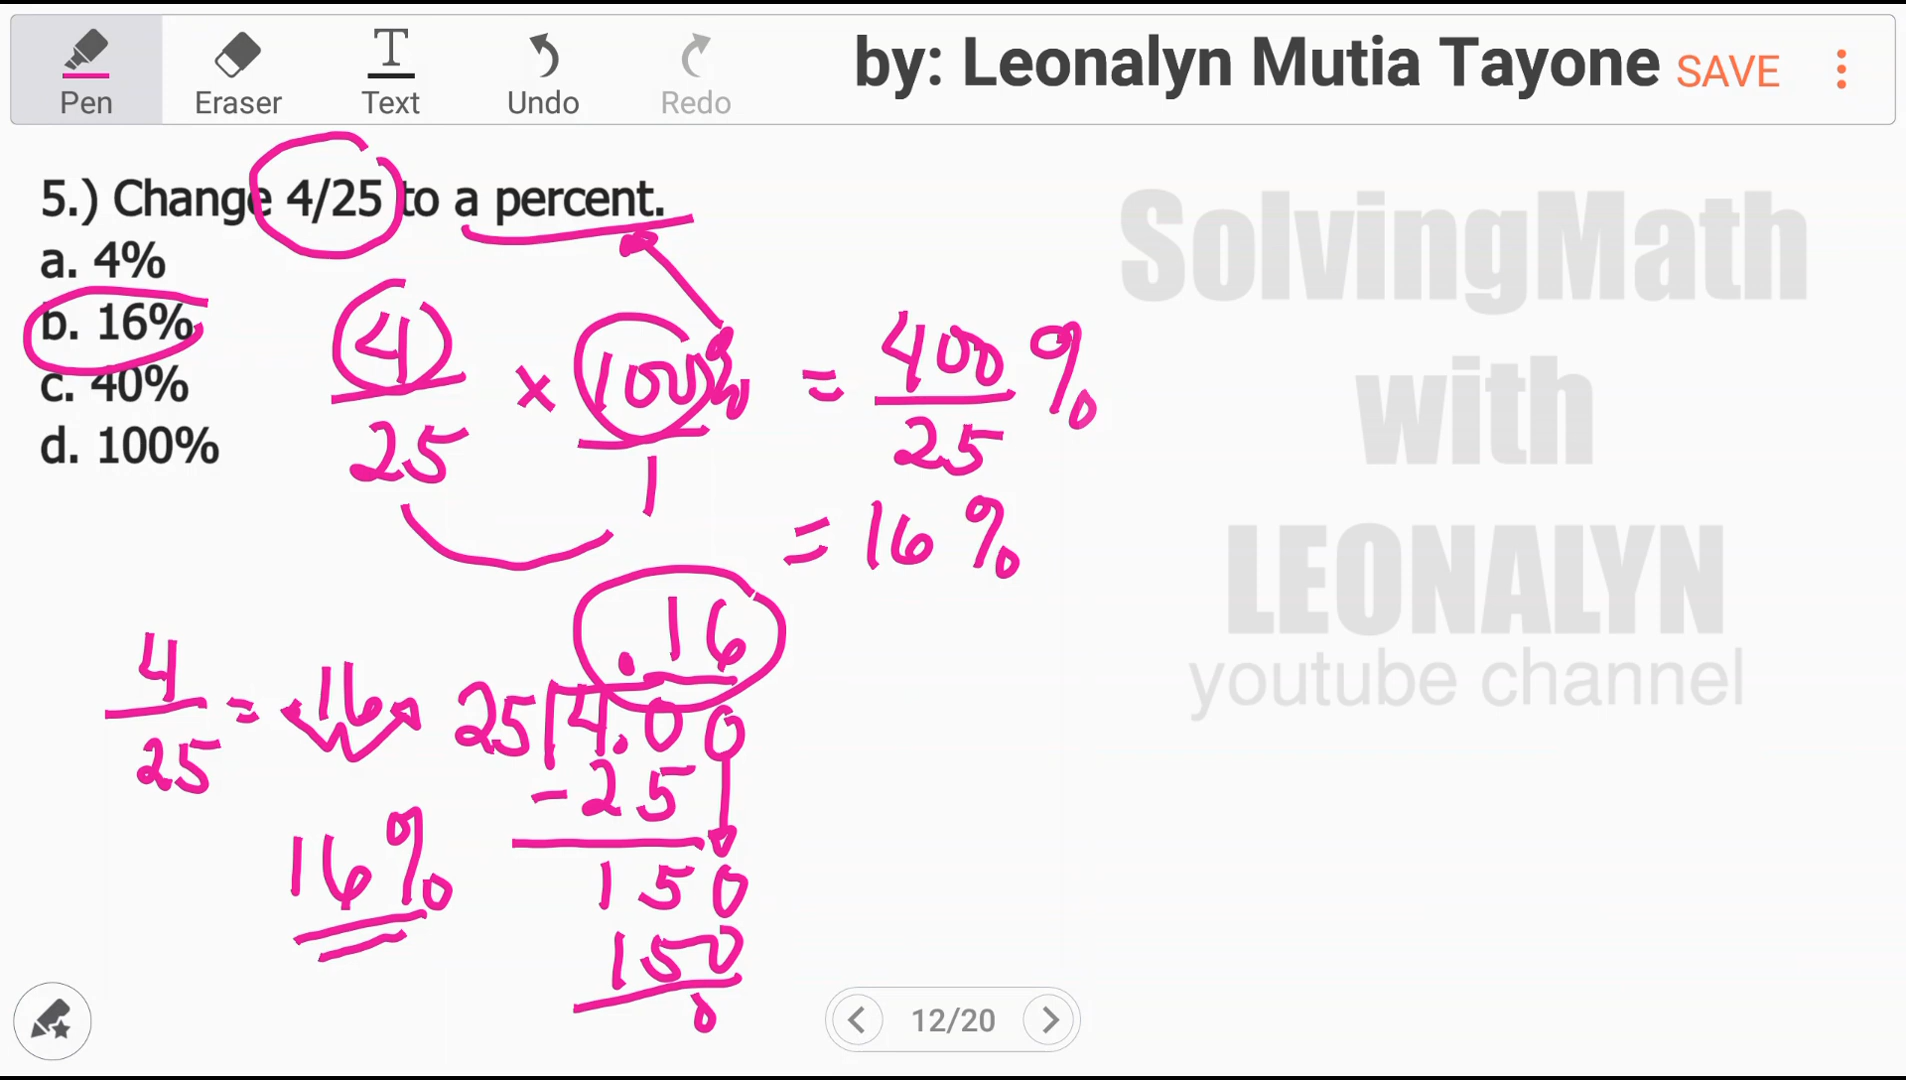 Pen
Eraser
Text
Undo
Redo
by: Leonalyn Mutia Tayone
SAVE
5.) Change 4/25 to a percent.
a. 4%
b. 16%
c. 40%
d. 100%
4/25 × 100%/1 = 400/25 %
= 16%
4/25 = .16
16%
.16
25 4.00
- 25
150
150
0
SolvingMath
with
LEONALYN
youtube channel
12/20